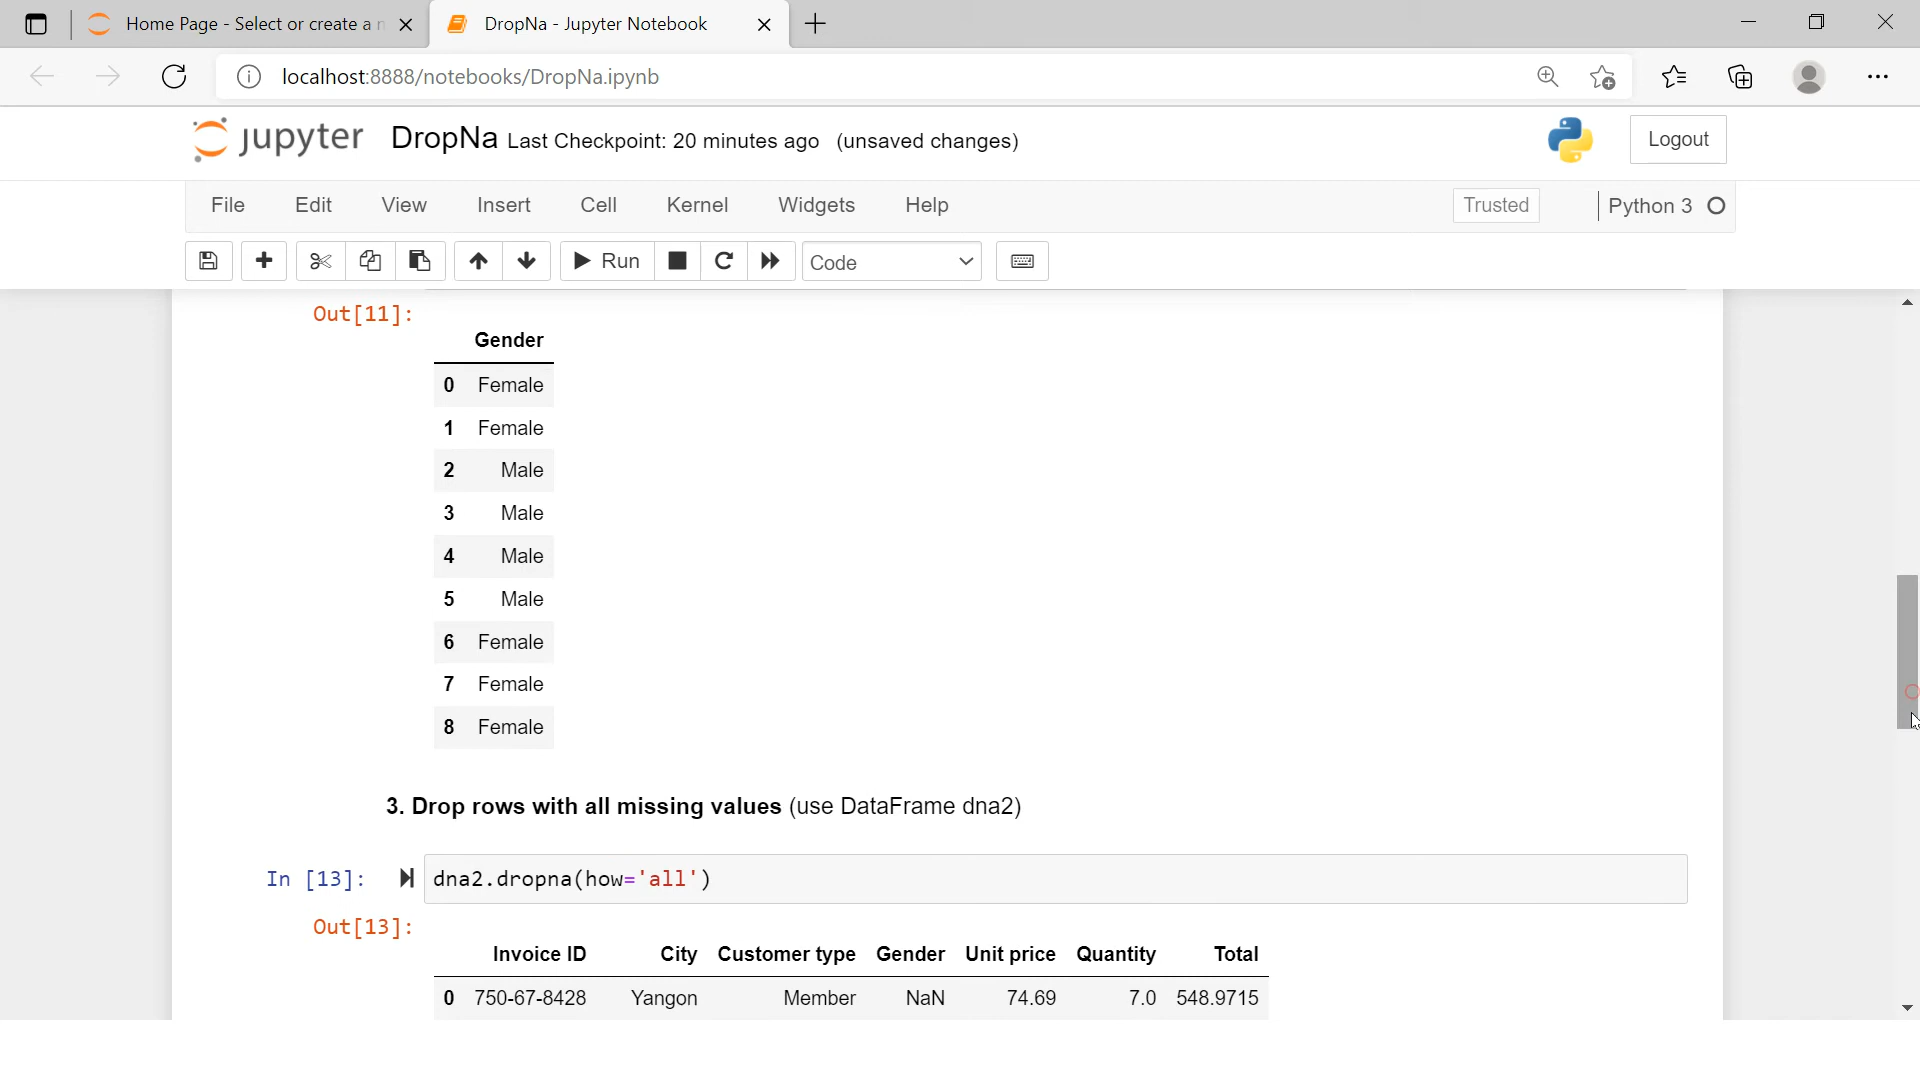 Home Page - Select or create a n
DropNa - Jupyter Notebook
localhost:8888/notebooks/DropNa.ipynb
jupyter DropNa Last Checkpoint: 20 minutes ago (unsaved changes)
Logout
File Edit View Insert Cell Kernel Widgets Help Trusted Python 3
Run Code
Out[11]:
Gender
0 Female
1 Female
2 Male
3 Male
4 Male
5 Male
6 Female
7 Female
8 Female
3. Drop rows with all missing values (use DataFrame dna2)
In [13]: dna2.dropna(how='all')
Out[13]:
Invoice ID City Customer type Gender Unit price Quantity Total
0 750-67-8428 Yangon Member NaN 74.69 7.0 548.9715